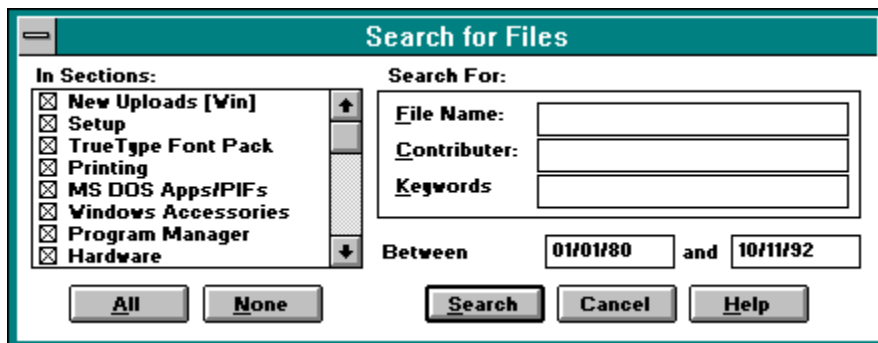 Search for Files
In Sections:
New Uploads [Win]
Setup
TrueType Font Pack
Printing
MS DOS Apps/PIFs
Windows Accessories
Program Manager
Hardware
All None
Search For:
File Name:
Contributer:
Keywords
Between 01/01/80 and 10/11/92
Search Cancel Help